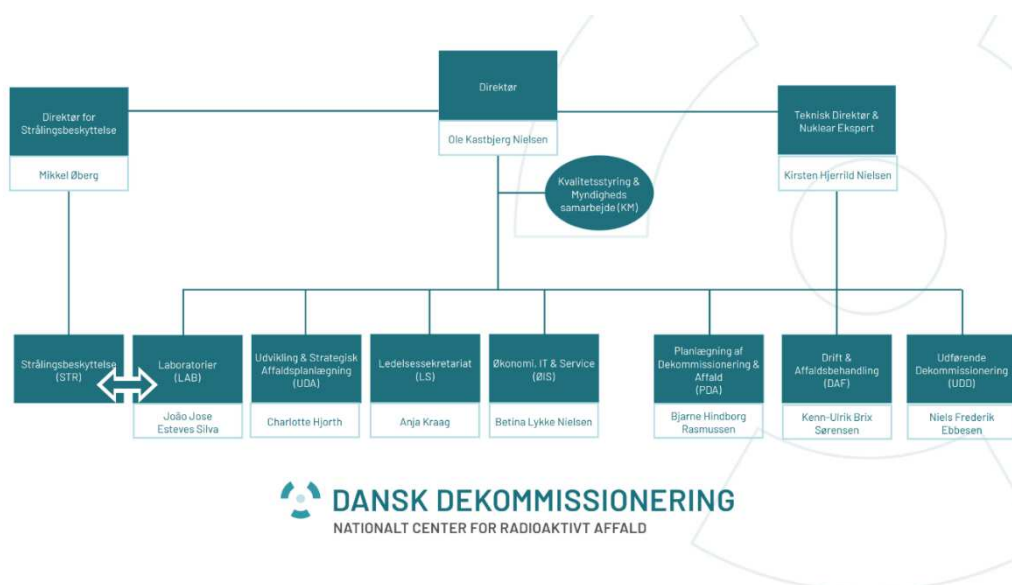 Direktør
Ole Kastbjerg Nielsen
Direktør for
Strålingsbeskyttelse
Mikkel Øberg
Teknisk Direktør &
Nuklear Ekspert
Kirsten Hjerrild Nielsen
Kvalitetsstyring &
Myndigheds
samarbejde (KM)
Strålingsbeskyttelse
(STR)
Laboratorier
(LAB)
João Jose
Esteves Silva
Udvikling & Strategisk
Affaldsplanlægning
(UDA)
Charlotte Hjorth
Ledelsessekretariat
(LS)
Anja Kraag
Økonomi, IT & Service
(ØIS)
Betina Lykke Nielsen
Planlægning af
Dekommissionering &
Affald
(PDA)
Bjarne Hindborg
Rasmussen
Drift &
Affaldsbehandling
(DAF)
Kenn-Ulrik Brix
Sørensen
Udførende
Dekommissionering
(UDD)
Niels Frederik
Ebbesen
DANSK DEKOMMISSIONERING
NATIONALT CENTER FOR RADIOAKTIVT AFFALD